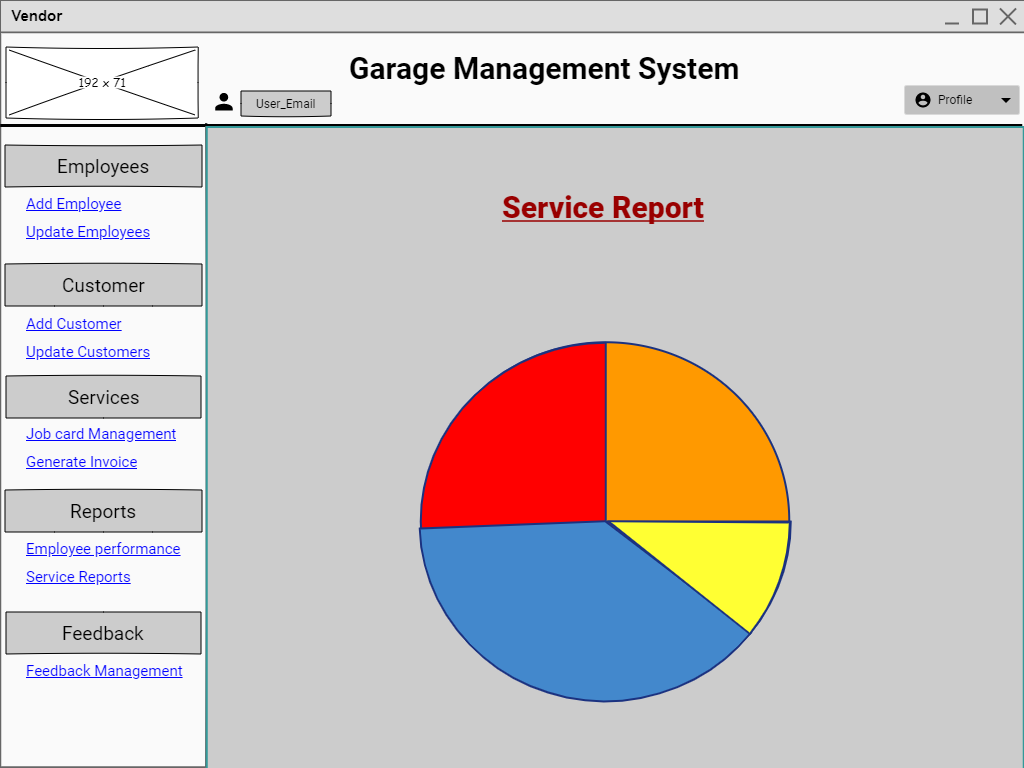 Vendor
192 x 71
Garage Management System
User_Email
Profile
Employees
Add Employee
Update Employees
Customer
Add Customer
Update Customers
Services
Job card Management
Generate Invoice
Reports
Employee performance
Service Reports
Feedback
Feedback Management
Service Report